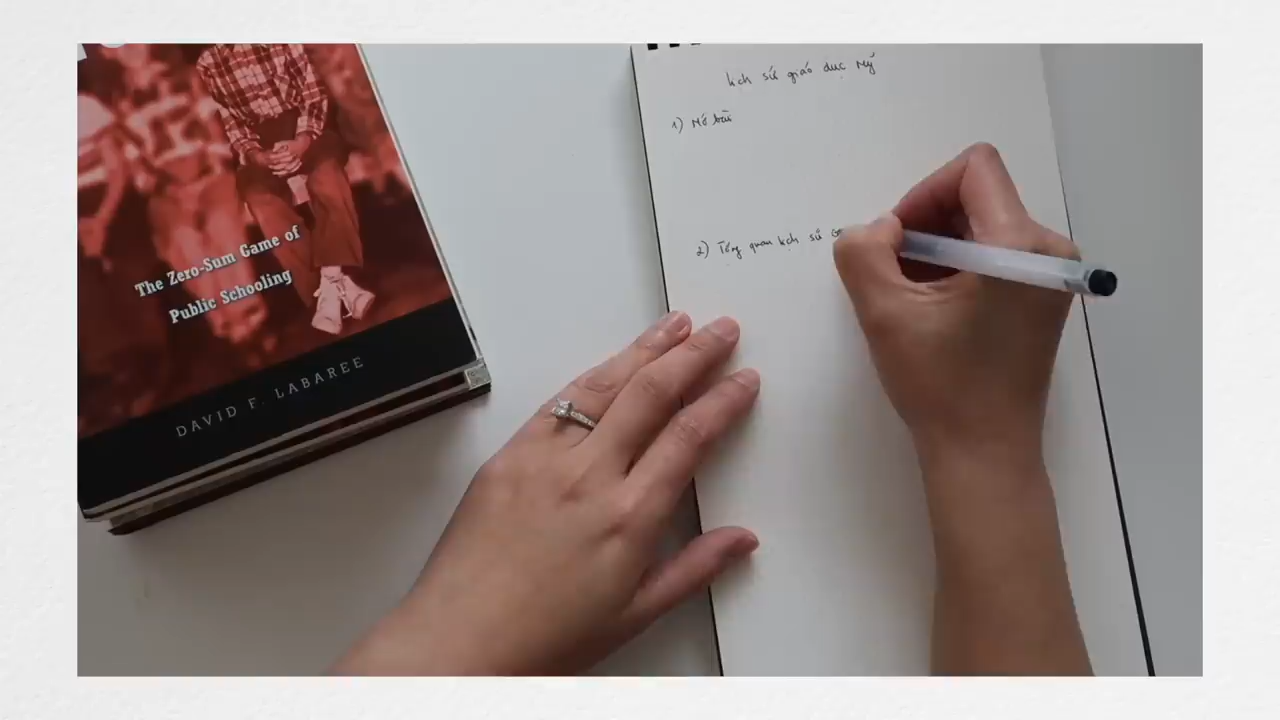 The Zero-Sum Game of
Public Schooling
DAVID F. LABAREE
lịch sử giáo dục Mỹ
1) Mở bài
2) Tổng quan lịch sử